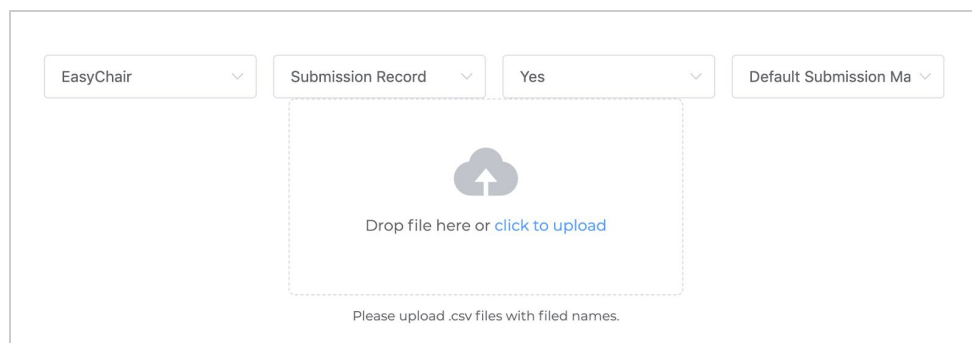 EasyChair
Submission Record
Yes
Default Submission Ma
Drop file here or click to upload
Please upload .csv files with filed names.